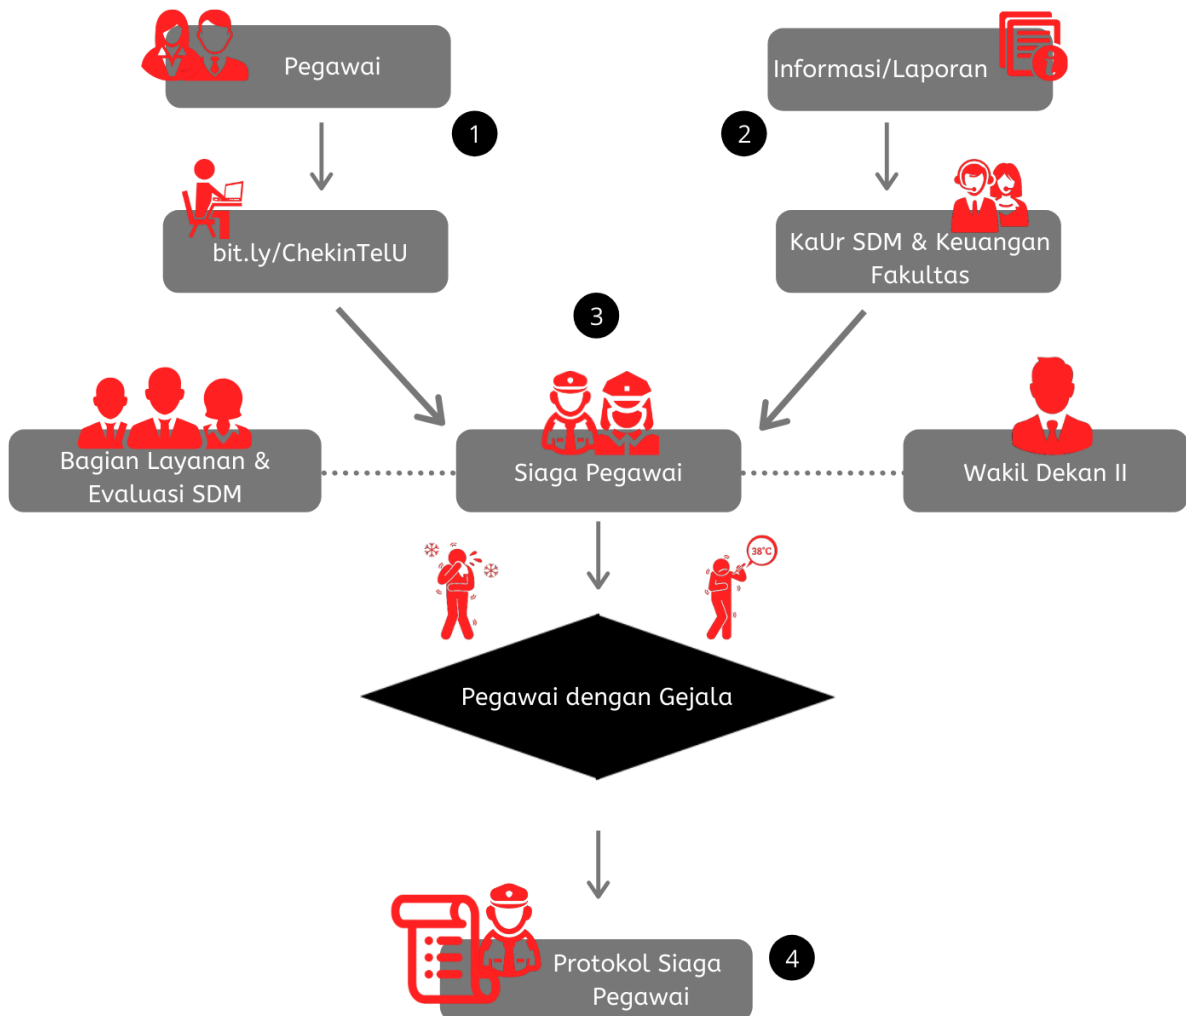 Pegawai
Informasi/Laporan
1
2
bit.ly/ChekinTelU
KaUr SDM & Keuangan
Fakultas
3
Bagian Layanan &
Evaluasi SDM
Siaga Pegawai
Wakil Dekan II
38°C
Pegawai dengan Gejala
Protokol Siaga
Pegawai
4